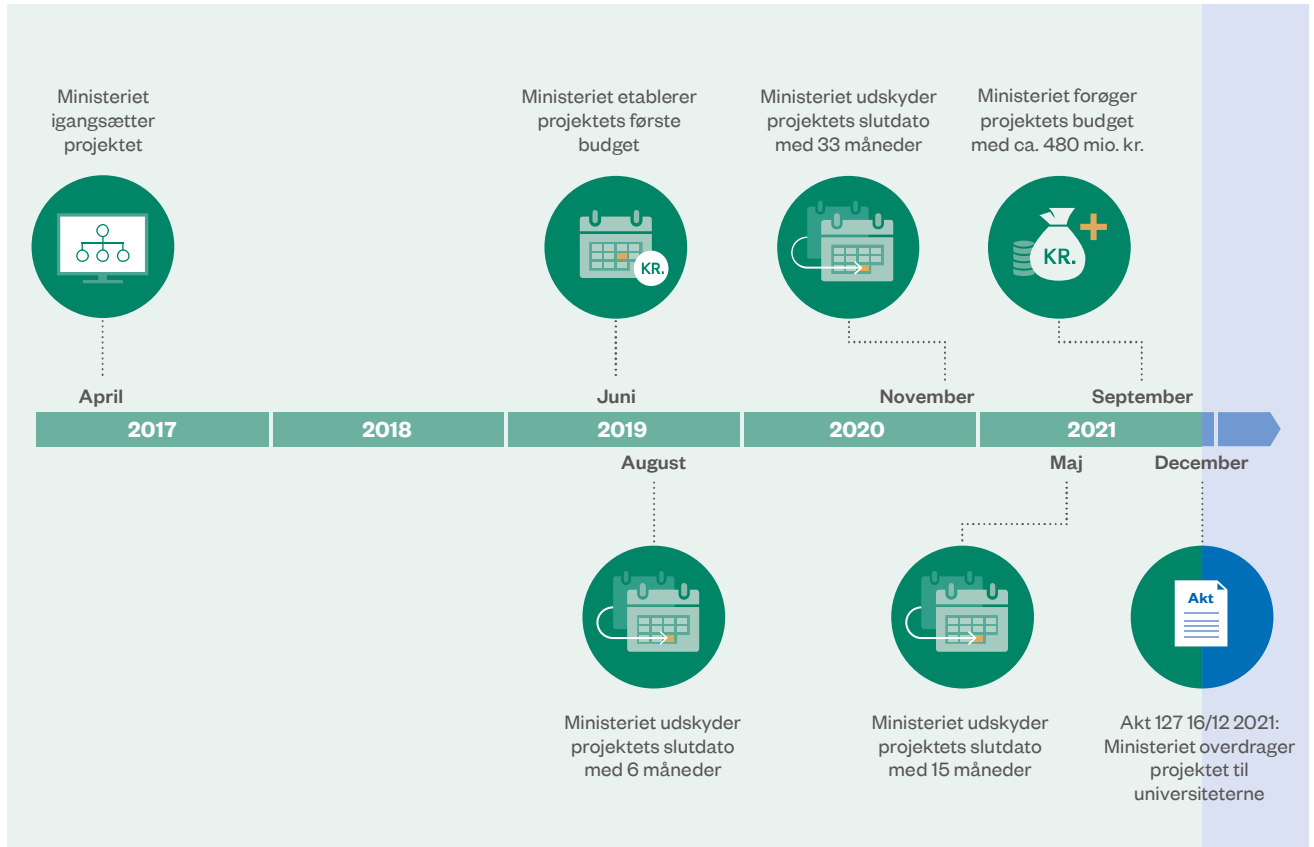 Ministeriet
igangsætter
projektet
Ministeriet etablerer
projektets første
budget
Ministeriet udskyder
projektets slutdato
med 33 måneder
Ministeriet forøger
projektets budget
med ca. 480 mio. kr.
KR.
KR.
April
Juni
November
September
2017
2018
2019
2020
2021
August
Maj
December
Akt
Ministeriet udskyder
projektets slutdato
med 6 måneder
Ministeriet udskyder
projektets slutdato
med 15 måneder
Akt 127 16/12 2021:
Ministeriet overdrager
projektet til
universiteterne